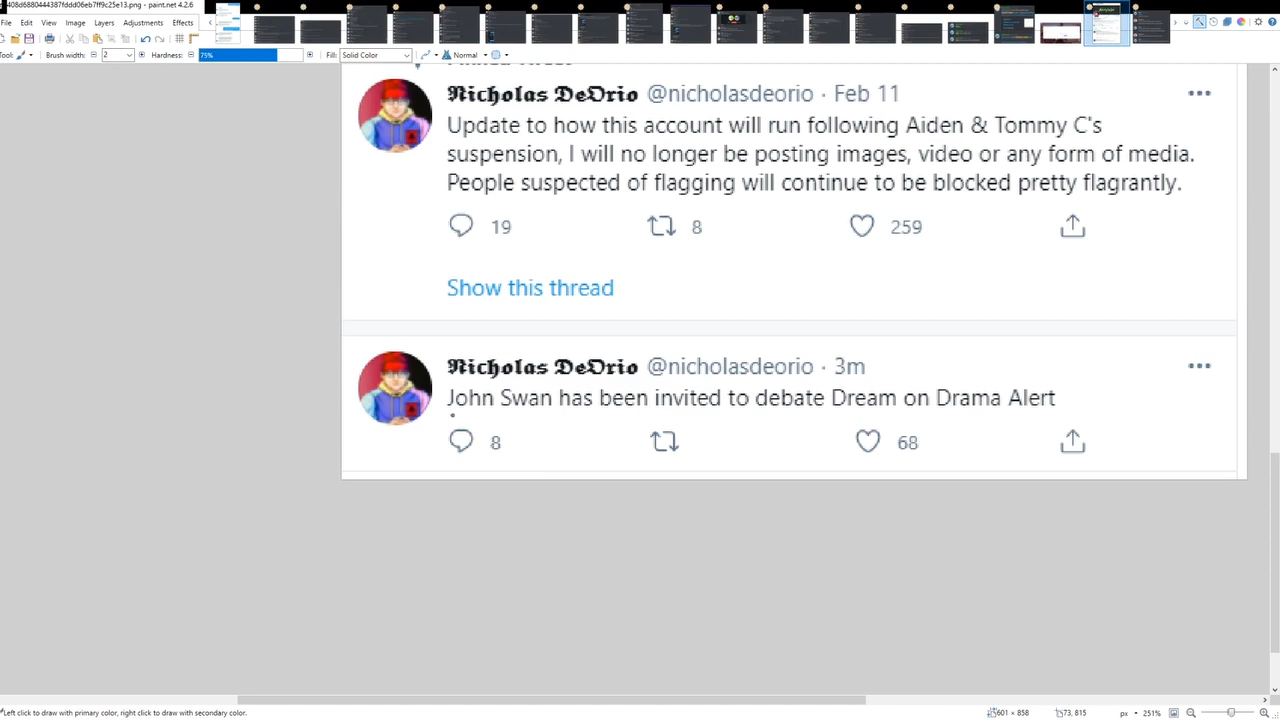 408d6880444387fddd06eb7ff9c25e13.png - paint.net 4.2.6
File Edit View Image Layers Adjustments Effects
Tool: Brush width: 2 Hardness: 75% Fill: Solid Color Normal
Nicholas DeOrio @nicholasdeorio · Feb 11
Update to how this account will run following Aiden & Tommy C's
suspension, I will no longer be posting images, video or any form of media.
People suspected of flagging will continue to be blocked pretty flagrantly.
19 8 259
Show this thread
Nicholas DeOrio @nicholasdeorio · 3m
John Swan has been invited to debate Dream on Drama Alert
8 68
Left click to draw with primary color, right click to draw with secondary color.
601 × 858 73, 815 px 251%